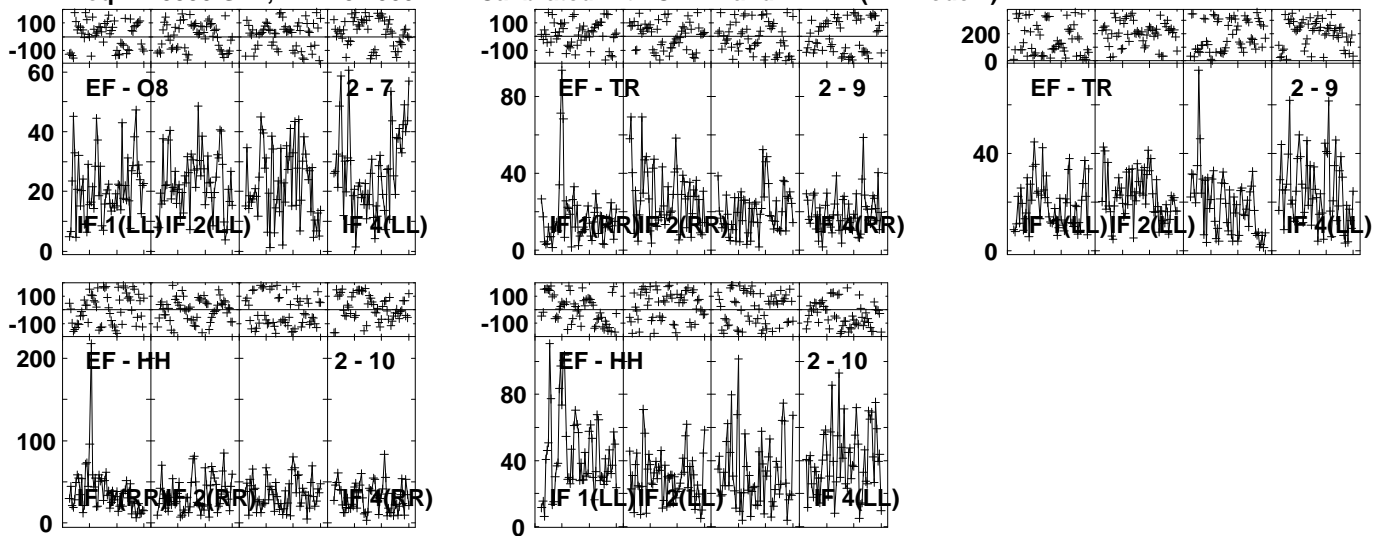 100
-100
60
EF - O8
2 - 7
40
20
IF 1(LL)
IF 2(LL)
IF 4(LL)
0
100
-100
EF - TR
2 - 9
80
40
IF 1(RR)
IF 2(RR)
IF 4(RR)
0
200
0
EF - TR
2 - 9
40
IF 1(LL)
IF 2(LL)
IF 4(LL)
0
100
-100
200
EF - HH
2 - 10
100
IF 1(RR)
IF 2(RR)
IF 4(RR)
0
100
-100
EF - HH
2 - 10
80
40
IF 1(LL)
IF 2(LL)
IF 4(LL)
0